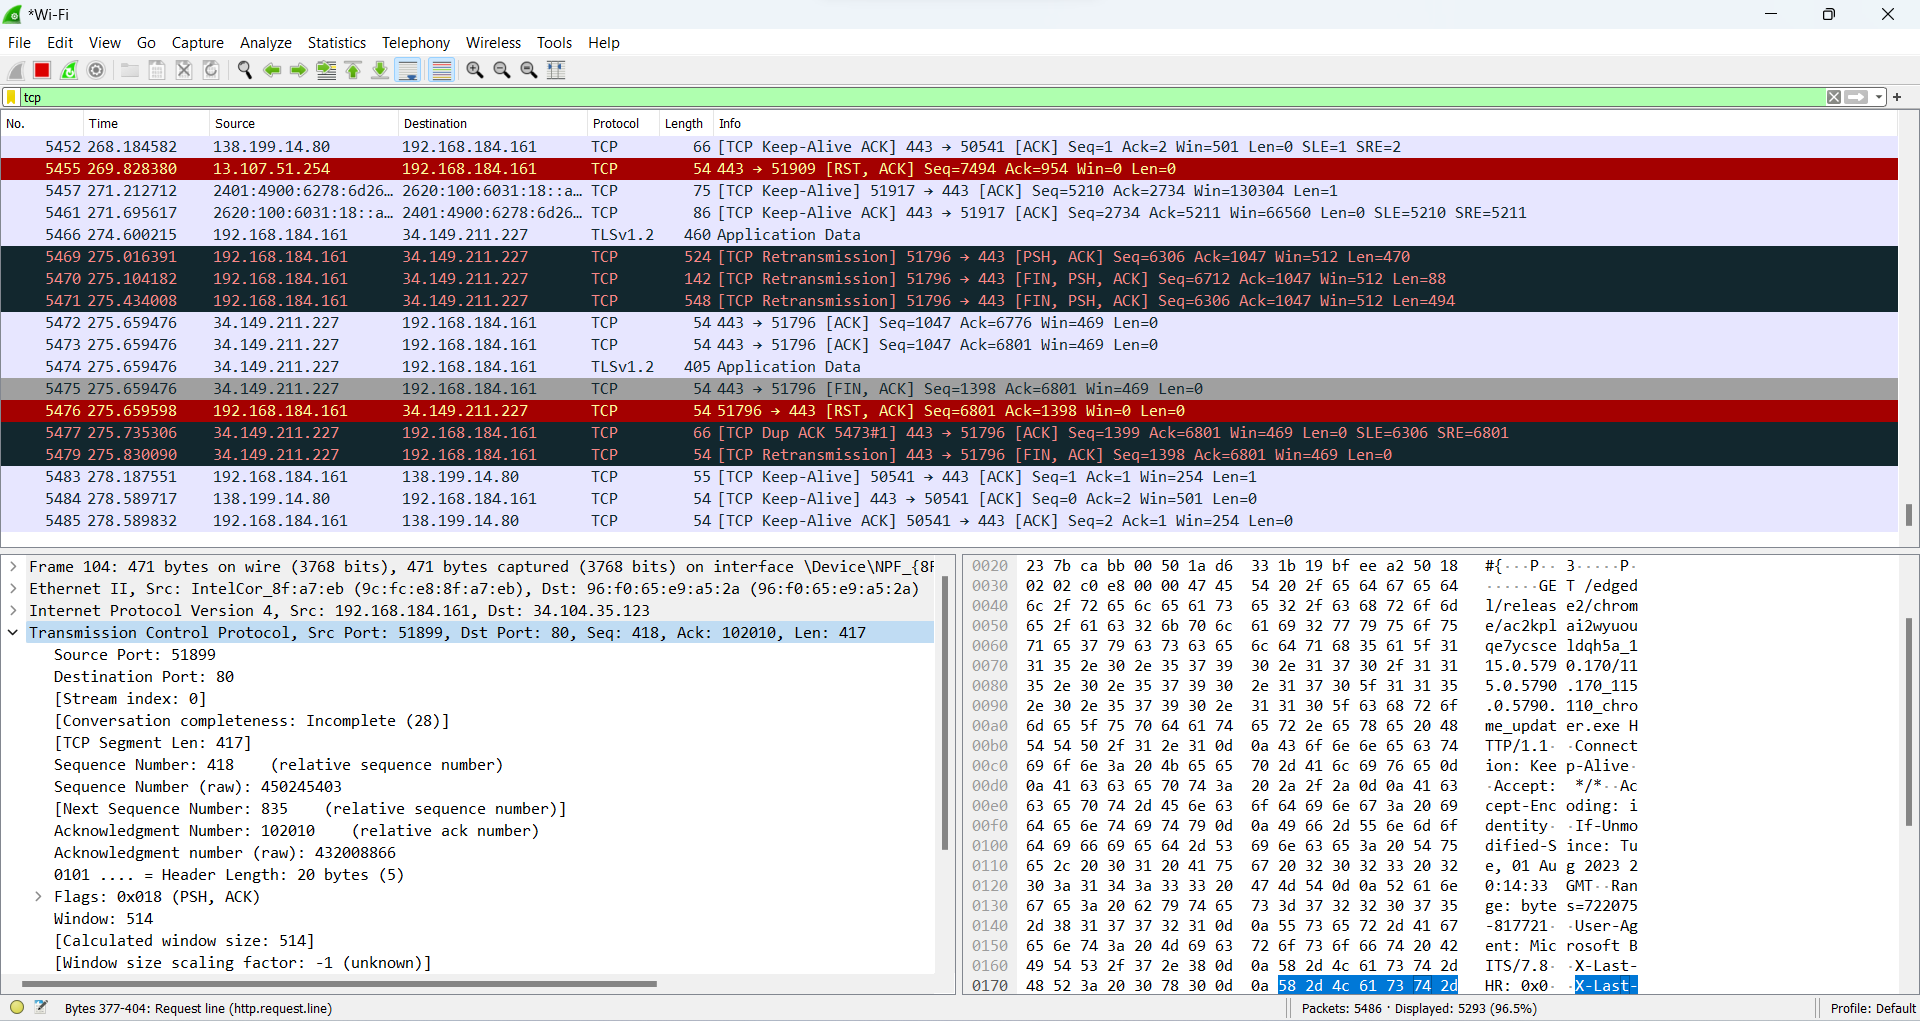 *Wi-Fi
File Edit View Go Capture Analyze Statistics Telephony Wireless Tools Help
tcp
No. Time Source Destination Protocol Length Info
5452 268.184582 138.199.14.80 192.168.184.161 TCP 66 [TCP Keep-Alive ACK] 443 → 50541 [ACK] Seq=1 Ack=2 Win=501 Len=0 SLE=1 SRE=2
5455 269.828380 13.107.51.254 192.168.184.161 TCP 54 443 → 51909 [RST, ACK] Seq=7494 Ack=954 Win=0 Len=0
5457 271.212712 2401:4900:6278:6d26… 2620:100:6031:18::a… TCP 75 [TCP Keep-Alive] 51917 → 443 [ACK] Seq=5210 Ack=2734 Win=130304 Len=1
5461 271.695617 2620:100:6031:18::a… 2401:4900:6278:6d26… TCP 86 [TCP Keep-Alive ACK] 443 → 51917 [ACK] Seq=2734 Ack=5211 Win=66560 Len=0 SLE=5210 SRE=5211
5466 274.600215 192.168.184.161 34.149.211.227 TLSv1.2 460 Application Data
5469 275.016391 192.168.184.161 34.149.211.227 TCP 524 [TCP Retransmission] 51796 → 443 [PSH, ACK] Seq=6306 Ack=1047 Win=512 Len=470
5470 275.104182 192.168.184.161 34.149.211.227 TCP 142 [TCP Retransmission] 51796 → 443 [FIN, PSH, ACK] Seq=6712 Ack=1047 Win=512 Len=88
5471 275.434008 192.168.184.161 34.149.211.227 TCP 548 [TCP Retransmission] 51796 → 443 [FIN, PSH, ACK] Seq=6306 Ack=1047 Win=512 Len=494
5472 275.659476 34.149.211.227 192.168.184.161 TCP 54 443 → 51796 [ACK] Seq=1047 Ack=6776 Win=469 Len=0
5473 275.659476 34.149.211.227 192.168.184.161 TCP 54 443 → 51796 [ACK] Seq=1047 Ack=6801 Win=469 Len=0
5474 275.659476 34.149.211.227 192.168.184.161 TLSv1.2 405 Application Data
5475 275.659476 34.149.211.227 192.168.184.161 TCP 54 443 → 51796 [FIN, ACK] Seq=1398 Ack=6801 Win=469 Len=0
5476 275.659598 192.168.184.161 34.149.211.227 TCP 54 51796 → 443 [RST, ACK] Seq=6801 Ack=1398 Win=0 Len=0
5477 275.735306 34.149.211.227 192.168.184.161 TCP 66 [TCP Dup ACK 5473#1] 443 → 51796 [ACK] Seq=1399 Ack=6801 Win=469 Len=0 SLE=6306 SRE=6801
5479 275.830090 34.149.211.227 192.168.184.161 TCP 54 [TCP Retransmission] 443 → 51796 [FIN, ACK] Seq=1398 Ack=6801 Win=469 Len=0
5483 278.187551 192.168.184.161 138.199.14.80 TCP 55 [TCP Keep-Alive] 50541 → 443 [ACK] Seq=1 Ack=1 Win=254 Len=1
5484 278.589717 138.199.14.80 192.168.184.161 TCP 54 [TCP Keep-Alive] 443 → 50541 [ACK] Seq=0 Ack=2 Win=501 Len=0
5485 278.589832 192.168.184.161 138.199.14.80 TCP 54 [TCP Keep-Alive ACK] 50541 → 443 [ACK] Seq=2 Ack=1 Win=254 Len=0
Frame 104: 471 bytes on wire (3768 bits), 471 bytes captured (3768 bits) on interface \Device\NPF_{8F
Ethernet II, Src: IntelCor_8f:a7:eb (9c:fc:e8:8f:a7:eb), Dst: 96:f0:65:e9:a5:2a (96:f0:65:e9:a5:2a)
Internet Protocol Version 4, Src: 192.168.184.161, Dst: 34.104.35.123
Transmission Control Protocol, Src Port: 51899, Dst Port: 80, Seq: 418, Ack: 102010, Len: 417
Source Port: 51899
Destination Port: 80
[Stream index: 0]
[Conversation completeness: Incomplete (28)]
[TCP Segment Len: 417]
Sequence Number: 418 (relative sequence number)
Sequence Number (raw): 450245403
[Next Sequence Number: 835 (relative sequence number)]
Acknowledgment Number: 102010 (relative ack number)
Acknowledgment number (raw): 432008866
0101 .... = Header Length: 20 bytes (5)
Flags: 0x018 (PSH, ACK)
Window: 514
[Calculated window size: 514]
[Window size scaling factor: -1 (unknown)]
0020 23 7b ca bb 00 50 1a d6 33 1b 19 bf ee a2 50 18 #{···P·· 3·····P·
0030 02 02 c0 e8 00 00 47 45 54 20 2f 65 64 67 65 64 ······GE T /edged
0040 6c 2f 72 65 6c 65 61 73 65 32 2f 63 68 72 6f 6d l/releas e2/chrom
0050 65 2f 61 63 32 6b 70 6c 61 69 32 77 79 75 6f 75 e/ac2kpl ai2wyuou
0060 71 65 37 79 63 73 63 65 6c 64 71 68 35 61 5f 31 qe7ycsce ldqh5a_1
0070 31 35 2e 30 2e 35 37 39 30 2e 31 37 30 2f 31 31 15.0.579 0.170/11
0080 35 2e 30 2e 35 37 39 30 2e 31 37 30 5f 31 31 35 5.0.5790 .170_115
0090 2e 30 2e 35 37 39 30 2e 31 31 30 5f 63 68 72 6f .0.5790. 110_chro
00a0 6d 65 5f 75 70 64 61 74 65 72 2e 65 78 65 20 48 me_updat er.exe H
00b0 54 54 50 2f 31 2e 31 0d 0a 43 6f 6e 6e 65 63 74 TTP/1.1· ·Connect
00c0 69 6f 6e 3a 20 4b 65 65 70 2d 41 6c 69 76 65 0d ion: Kee p-Alive·
00d0 0a 41 63 63 65 70 74 3a 20 2a 2f 2a 0d 0a 41 63 ·Accept: */*··Ac
00e0 63 65 70 74 2d 45 6e 63 6f 64 69 6e 67 3a 20 69 cept-Enc oding: i
00f0 64 65 6e 74 69 74 79 0d 0a 49 66 2d 55 6e 6d 6f dentity· ·If-Unmo
0100 64 69 66 69 65 64 2d 53 69 6e 63 65 3a 20 54 75 dified-S ince: Tu
0110 65 2c 20 30 31 20 41 75 67 20 32 30 32 33 20 32 e, 01 Au g 2023 2
0120 30 3a 31 34 3a 33 33 20 47 4d 54 0d 0a 52 61 6e 0:14:33 GMT··Ran
0130 67 65 3a 20 62 79 74 65 73 3d 37 32 32 30 37 35 ge: byte s=722075
0140 2d 38 31 37 37 32 31 0d 0a 55 73 65 72 2d 41 67 -817721· ·User-Ag
0150 65 6e 74 3a 20 4d 69 63 72 6f 73 6f 66 74 20 42 ent: Mic rosoft B
0160 49 54 53 2f 37 2e 38 0d 0a 58 2d 4c 61 73 74 2d ITS/7.8· ·X-Last-
0170 48 52 3a 20 30 78 30 0d 0a 58 2d 4c 61 73 74 2d HR: 0x0· ·X-Last-
Bytes 377-404: Request line (http.request.line) Packets: 5486 · Displayed: 5293 (96.5%) Profile: Default